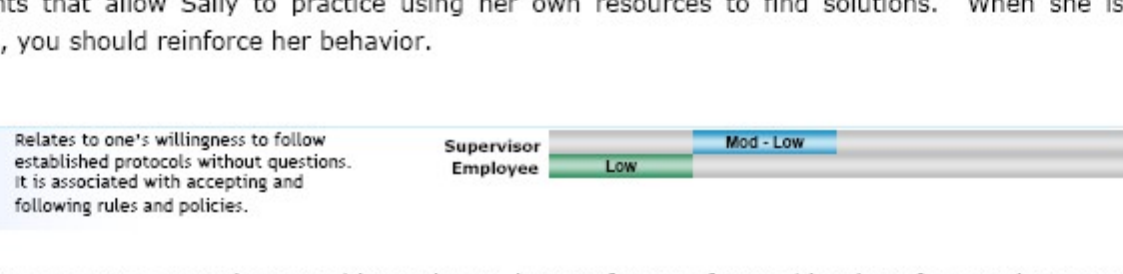 that allow Sally to practice using her own resources to find solutions. When she is
, you should reinforce her behavior.
Relates to one's willingness to follow
established protocols without questions.
It is associated with accepting and
following rules and policies.
Supervisor Mod - Low
Employee Low